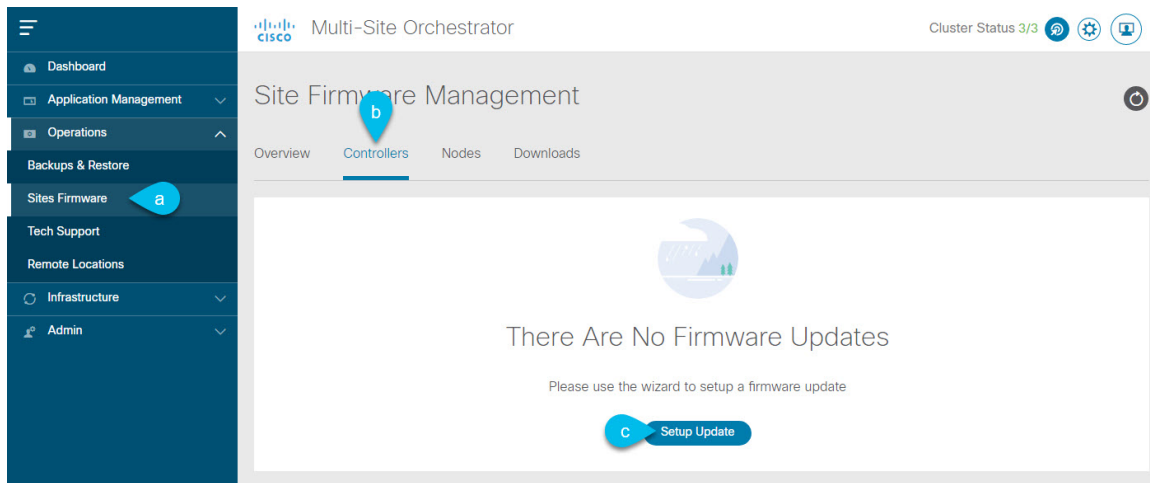 CISCO Multi-Site Orchestrator Cluster Status 3/3
Dashboard
Application Management
Operations
Backups & Restore
Sites Firmware a
Tech Support
Remote Locations
Infrastructure
Admin
Site Firmware Management
b
Overview Controllers Nodes Downloads
There Are No Firmware Updates
Please use the wizard to setup a firmware update
c Setup Update